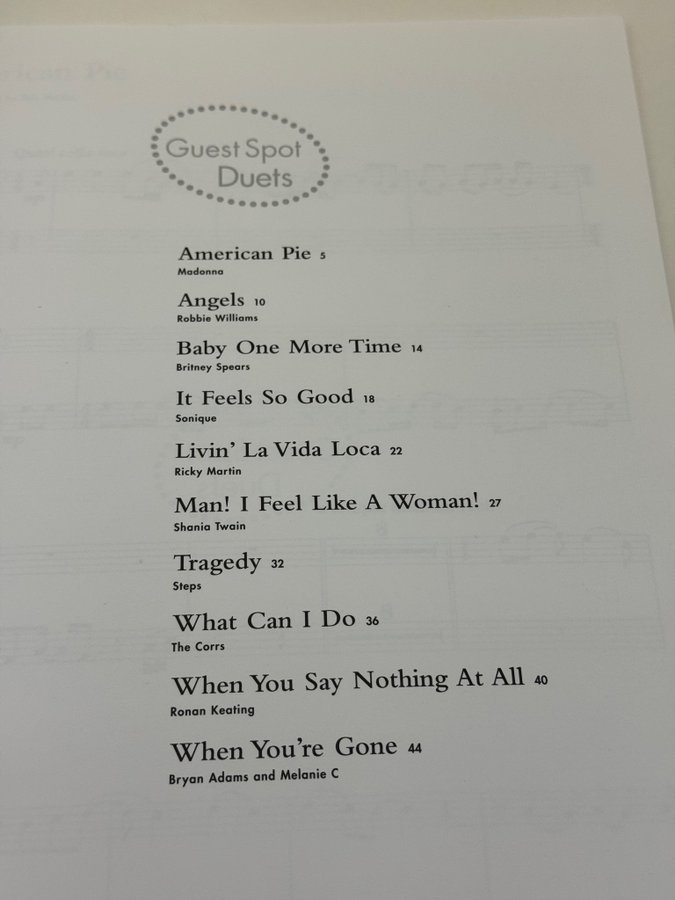 Guest Spot
Duets
American Pie 5
Madonna
Angels 10
Robbie Williams
Baby One More Time 14
Britney Spears
It Feels So Good 18
Sonique
Livin' La Vida Loca 22
Ricky Martin
Man! I Feel Like A Woman! 27
Shania Twain
Tragedy 32
Steps
What Can I Do 36
The Corrs
When You Say Nothing At All 40
Ronan Keating
When You're Gone 44
Bryan Adams and Melanie C